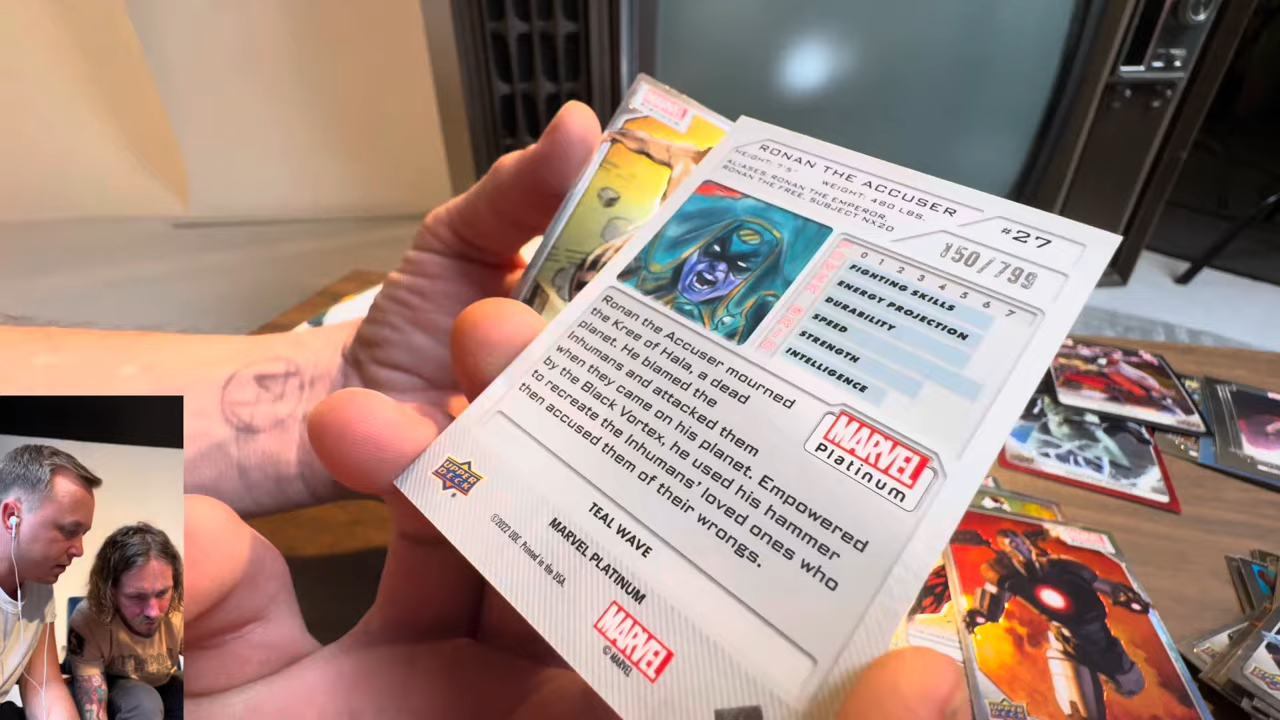 RONAN THE ACCUSER
HEIGHT: 7'5" WEIGHT: 480 LBS.
ALIASES: RONAN THE EMPEROR,
RONAN THE FREE, SUBJECT NX20
#27
/799
0 1 2 3 4 5 6 7
FIGHTING SKILLS
ENERGY PROJECTION
DURABILITY
SPEED
STRENGTH
INTELLIGENCE
Ronan the Accuser mourned
the Kree of Hala, a dead
planet. He blamed the
Inhumans and attacked them
when they came on his planet. Empowered
by the Black Vortex, he used his hammer
to recreate the Inhumans' loved ones who
then accused them of their wrongs.
MARVEL
Platinum
UPPER
DECK
TEAL WAVE
MARVEL PLATINUM
©2022 UDC. Printed in the USA.
MARVEL
© MARVEL
UPPER
DECK